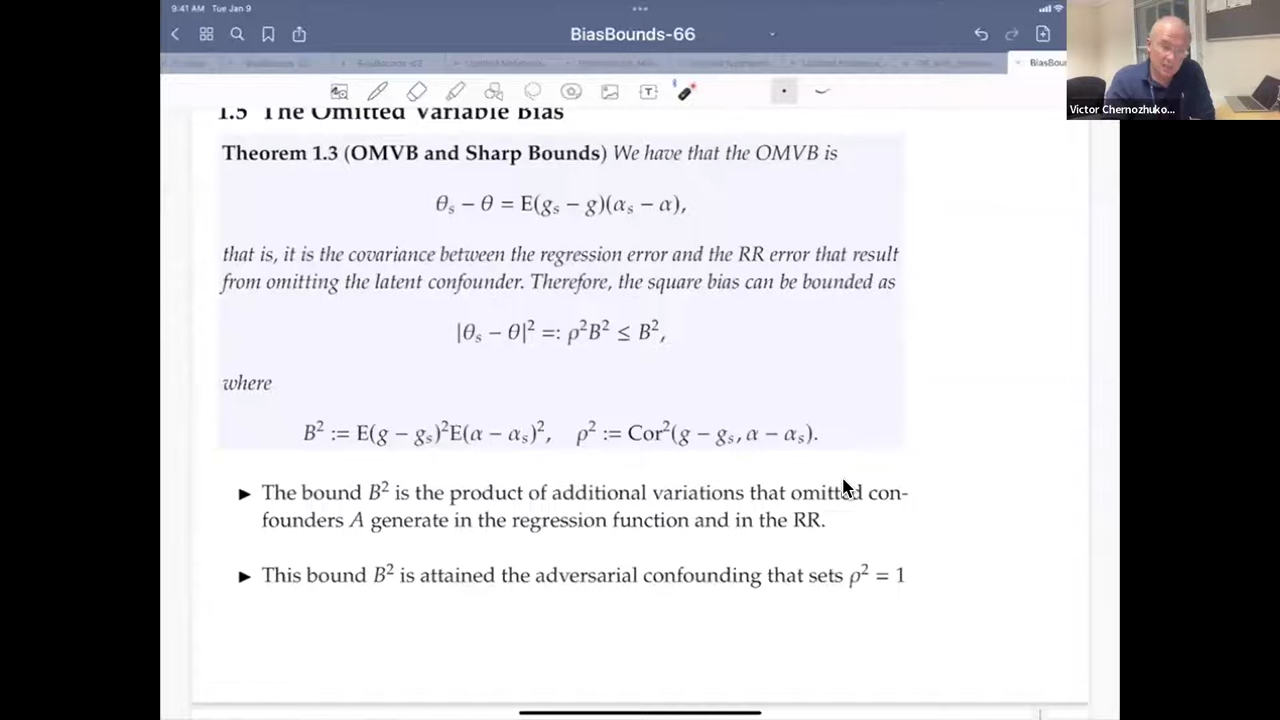 9:41 AM Tue Jan 9
BiasBounds-66
BiasBou
T
Victor Chernozhuko...
1.5 The Omitted Variable Bias
Theorem 1.3 (OMVB and Sharp Bounds) We have that the OMVB is
θₛ − θ = E(gₛ − g)(αₛ − α),
that is, it is the covariance between the regression error and the RR error that result
from omitting the latent confounder. Therefore, the square bias can be bounded as
|θₛ − θ|² =: ρ²B² ≤ B²,
where
B² := E(g − gₛ)²E(α − αₛ)², ρ² := Cor²(g − gₛ, α − αₛ).
► The bound B² is the product of additional variations that omitted con-
founders A generate in the regression function and in the RR.
► This bound B² is attained the adversarial confounding that sets ρ² = 1